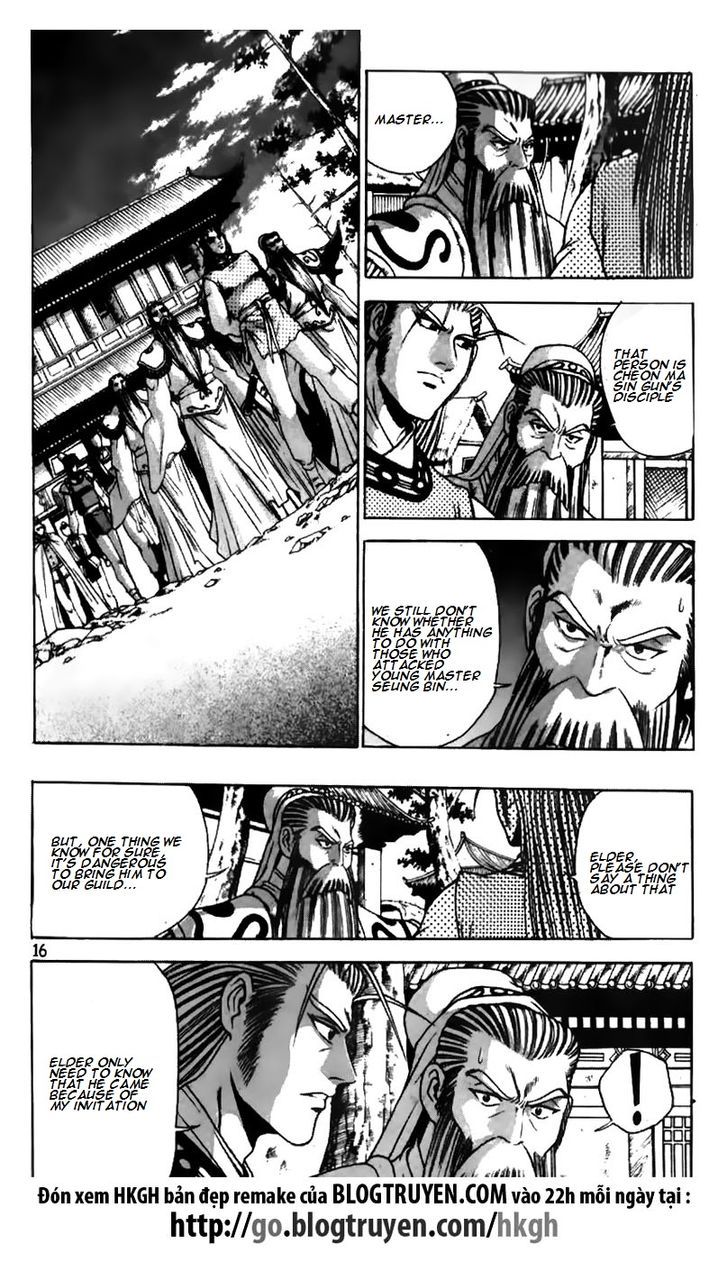 MASTER...
THAT
PERSON IS
CHEON MA
SIN GUN'S
DISCIPLE
WE STILL DON'T
KNOW WHETHER
HE HAS ANYTHING
TO DO WITH
THOSE WHO
ATTACKED
YOUNG MASTER
SEUNG BIN...
BUT, ONE THING WE
KNOW FOR SURE
IT'S DANGEROUS
TO BRING HIM TO
OUR GUILD...
ELDER,
PLEASE DON'T
SAY A THING
ABOUT THAT
16
ELDER ONLY
NEED TO KNOW
THAT HE CAME
BECAUSE OF
MY INVITATION
!
Đón xem HKGH bản đẹp remake của BLOGTRUYEN.COM vào 22h mỗi ngày tại :
http://go.blogtruyen.com/hkgh